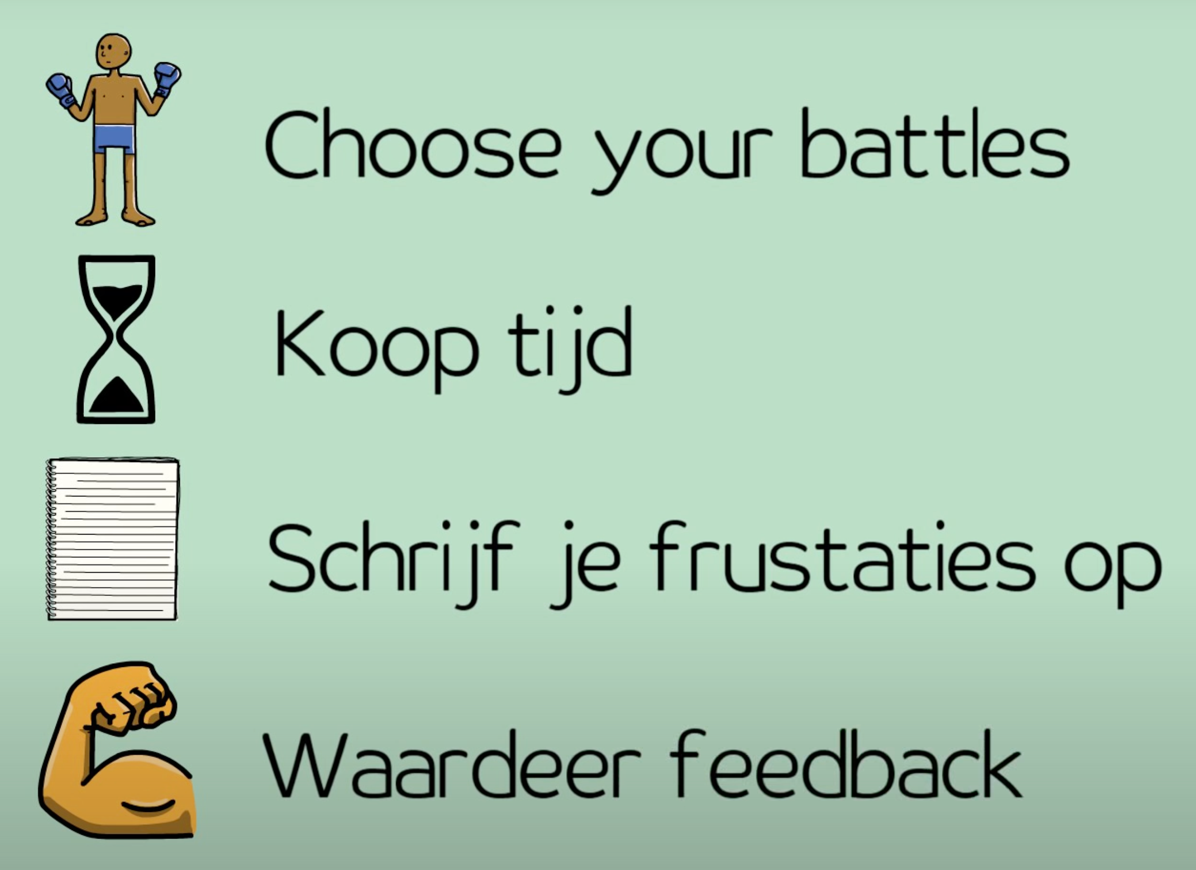 Choose your battles
Koop tijd
Schrijf je frustaties op
Waardeer feedback